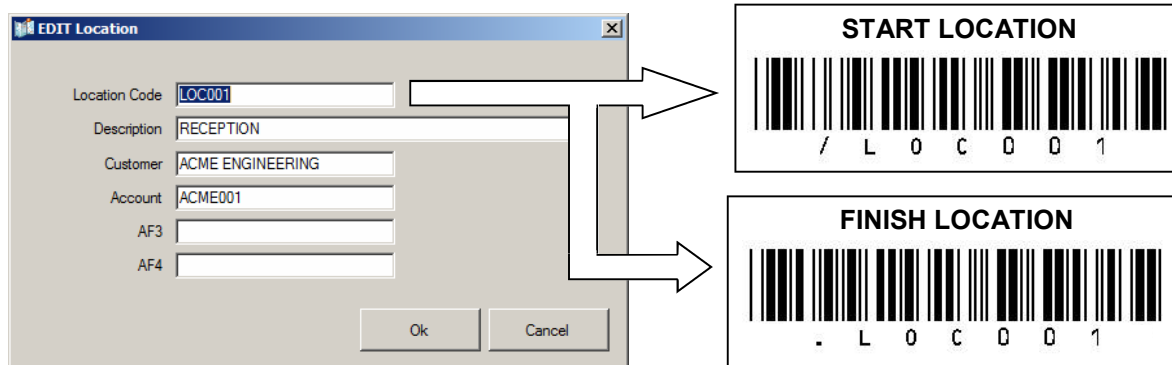 EDIT Location
Location Code LOC001
Description RECEPTION
Customer ACME ENGINEERING
Account ACME001
AF3
AF4
Ok Cancel
START LOCATION
/ L O C 0 0 1
FINISH LOCATION
. L O C 0 0 1